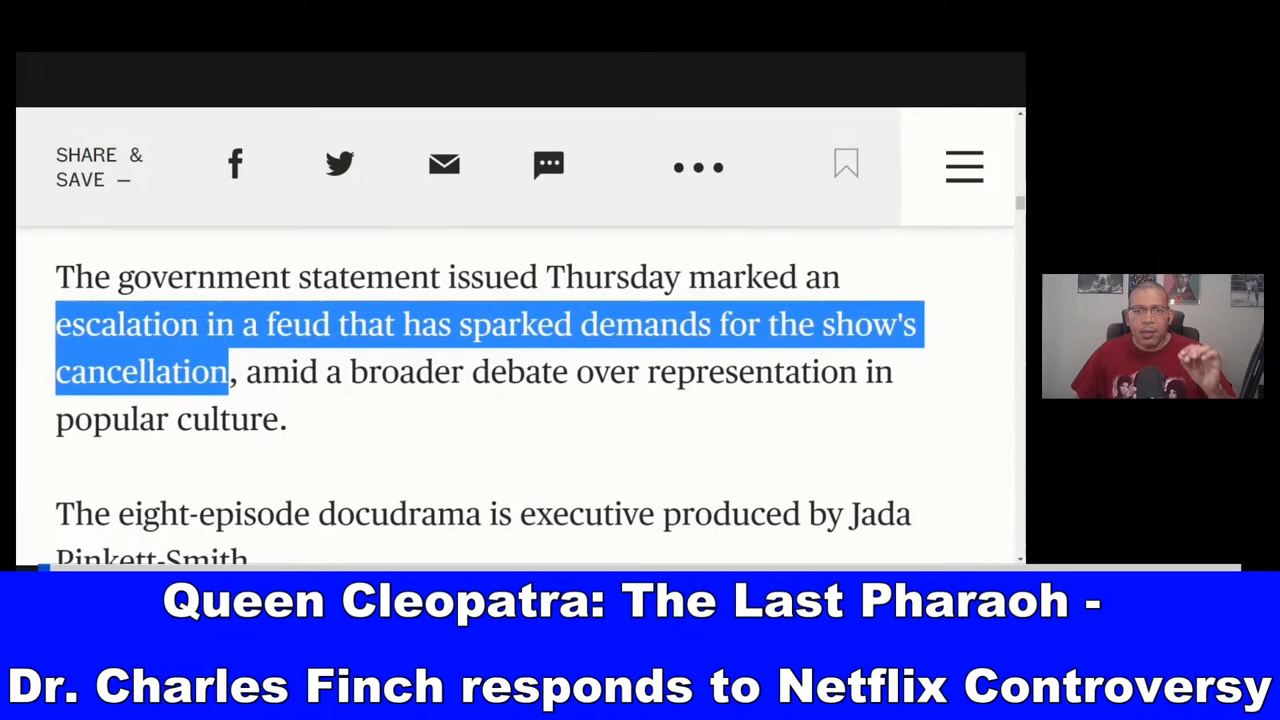 SHARE &
SAVE –
The government statement issued Thursday marked an
escalation in a feud that has sparked demands for the show's
cancellation, amid a broader debate over representation in
popular culture.
The eight-episode docudrama is executive produced by Jada
Pinkett-Smith
Queen Cleopatra: The Last Pharaoh -
Dr. Charles Finch responds to Netflix Controversy